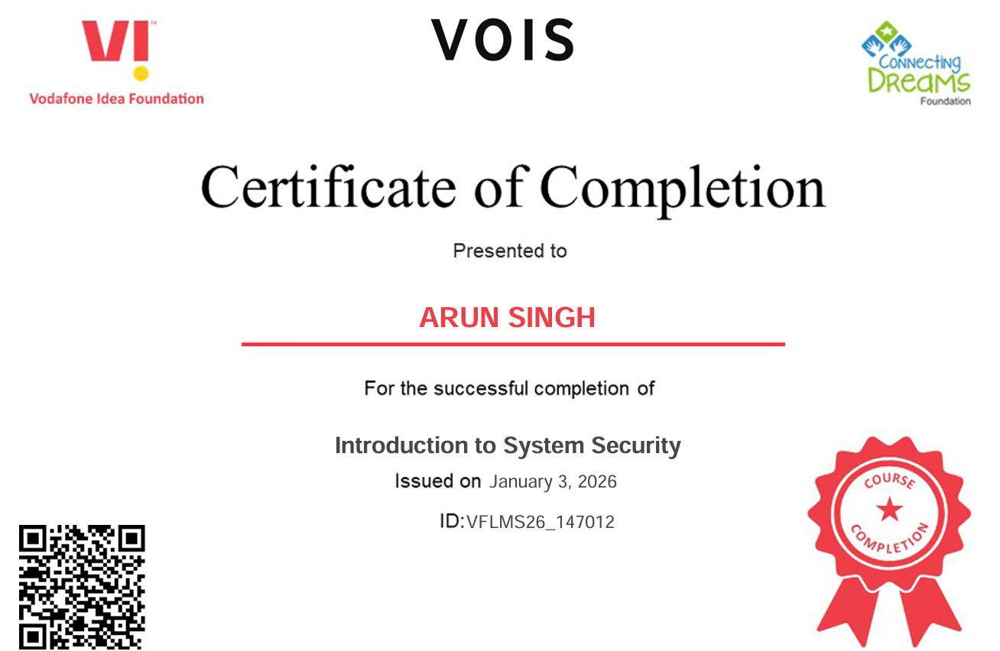 VI™
Vodafone Idea Foundation
VOIS
Connecting
Dreams
Foundation
Certificate of Completion
Presented to
ARUN SINGH
For the successful completion of
Introduction to System Security
Issued on January 3, 2026
ID:VFLMS26_147012
COURSE
COMPLETION